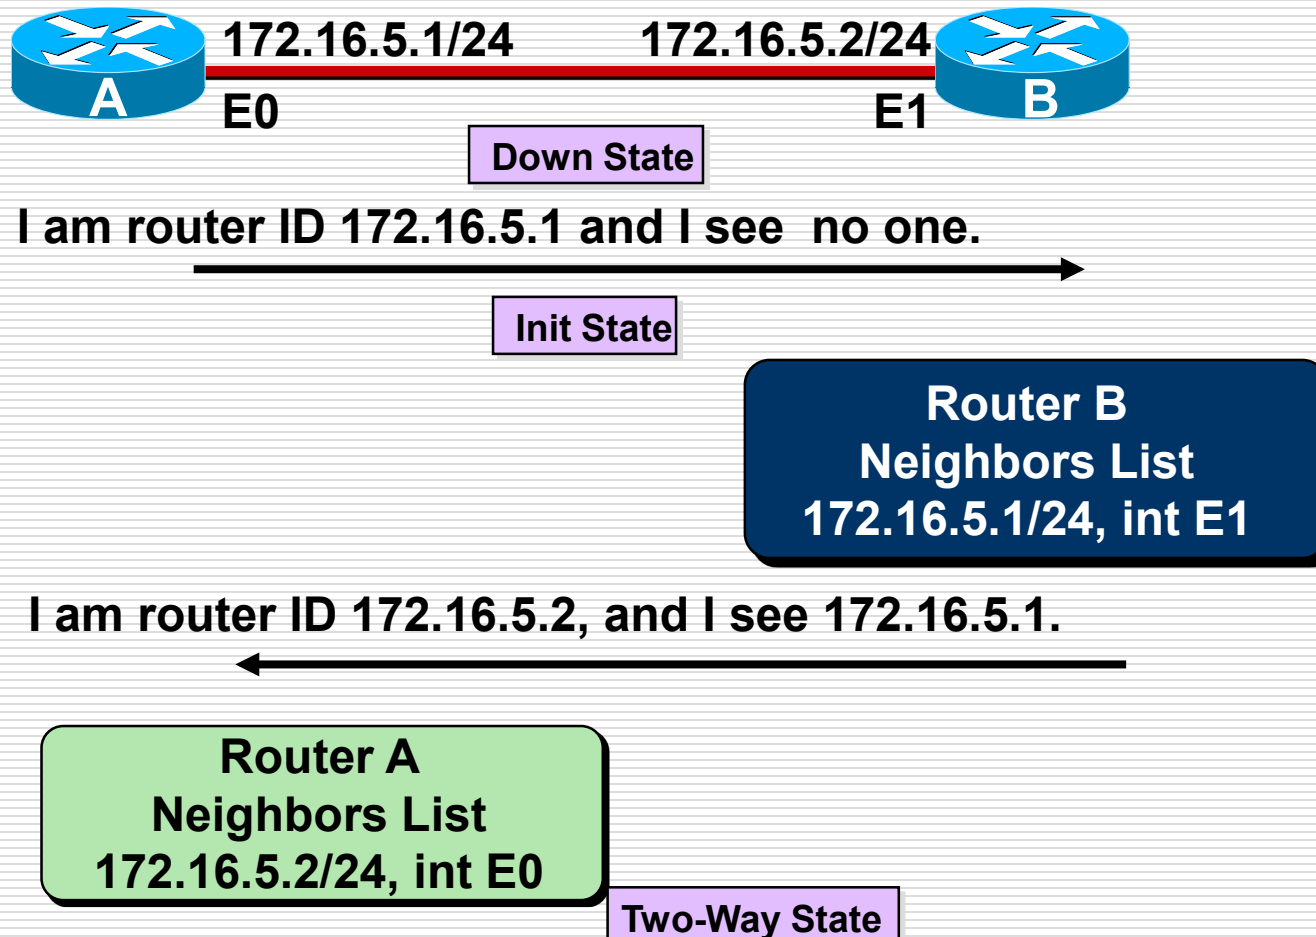 172.16.5.1/24 172.16.5.2/24
A B
E0 E1
Down State
I am router ID 172.16.5.1 and I see no one.
Init State
Router B
Neighbors List
172.16.5.1/24, int E1
I am router ID 172.16.5.2, and I see 172.16.5.1.
Router A
Neighbors List
172.16.5.2/24, int E0
Two-Way State